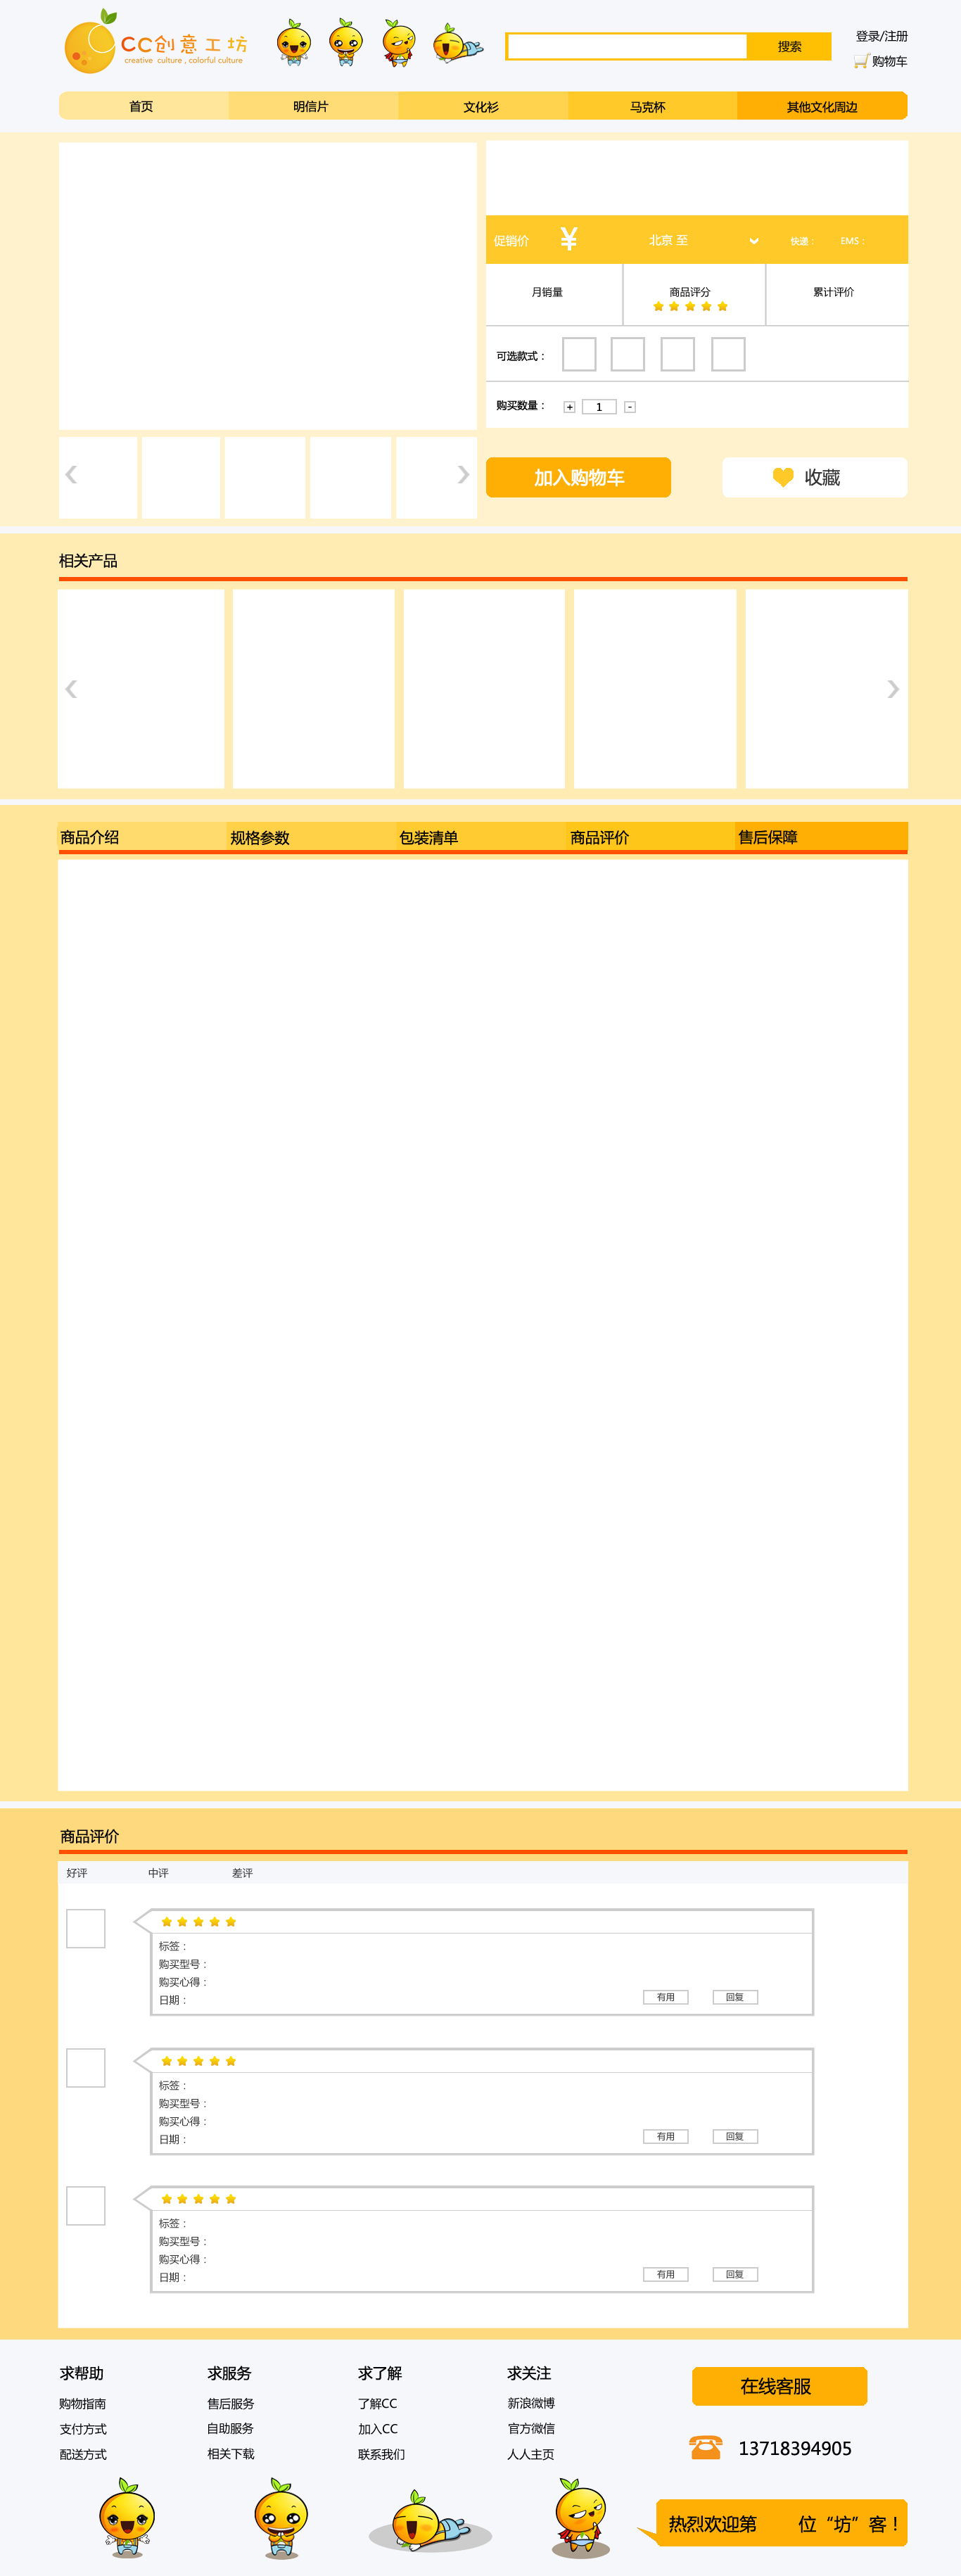 CC创意工坊
creative culture , colorful culture
搜索
登录/注册
购物车
首页 明信片 文化衫 马克杯 其他文化周边
促销价 ¥ 北京 至 快递： EMS：
月销量 商品评分 累计评价
可选款式：
购买数量： + 1 -
加入购物车 收藏
相关产品
商品介绍 规格参数 包装清单 商品评价 售后保障
商品评价
好评 中评 差评
标签：
购买型号：
购买心得：
日期：
有用 回复
标签：
购买型号：
购买心得：
日期：
有用 回复
标签：
购买型号：
购买心得：
日期：
有用 回复
求帮助 求服务 求了解 求关注
购物指南 售后服务 了解CC 新浪微博
支付方式 自助服务 加入CC 官方微信
配送方式 相关下载 联系我们 人人主页
在线客服
13718394905
热烈欢迎第 位“坊”客！